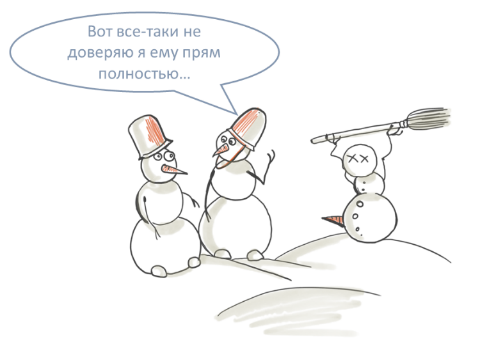 Вот все-таки не
доверяю я ему прям
полностью...